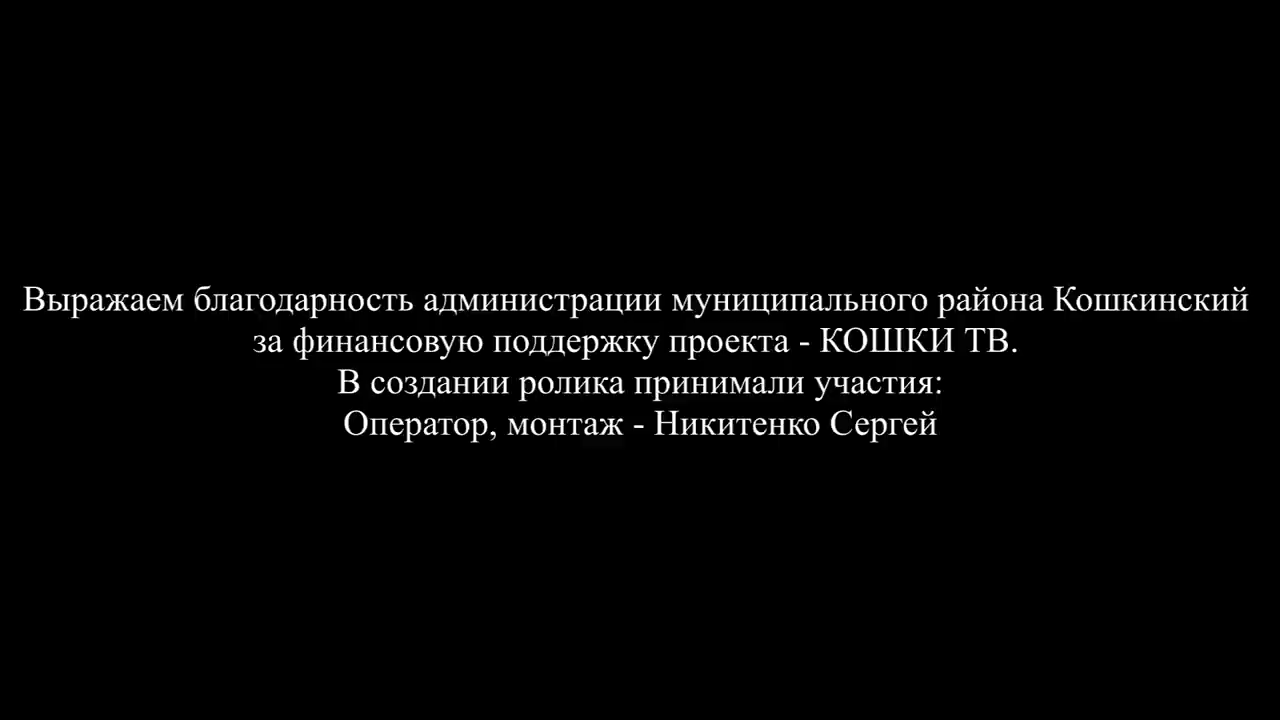 Выражаем благодарность администрации муниципального района Кошкинский
за финансовую поддержку проекта - КОШКИ ТВ.
В создании ролика принимали участия:
Оператор, монтаж - Никитенко Сергей